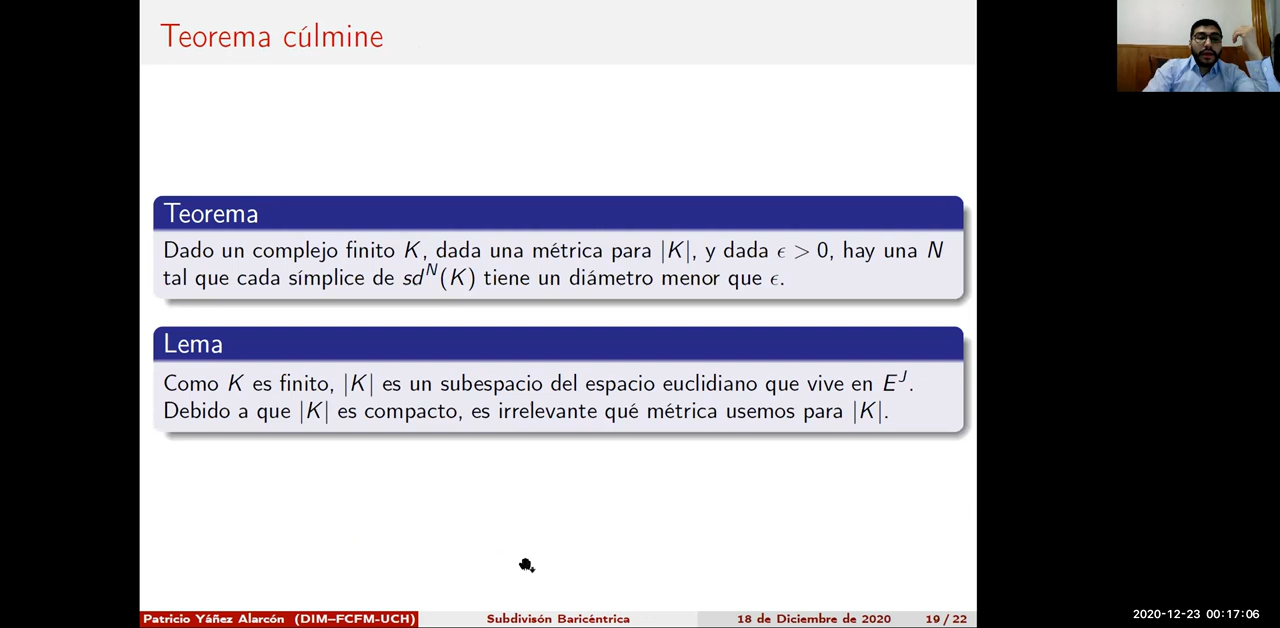 Teorema cúlmine
Teorema
Dado un complejo finito K, dada una métrica para |K|, y dada ϵ > 0, hay una N
tal que cada símplice de sd^N(K) tiene un diámetro menor que ϵ.
Lema
Como K es finito, |K| es un subespacio del espacio euclidiano que vive en E^J.
Debido a que |K| es compacto, es irrelevante qué métrica usemos para |K|.
Patricio Yáñez Alarcón (DIM–FCFM-UCH) Subdivisón Baricéntrica 18 de Diciembre de 2020 19 / 22
2020-12-23 00:17:06